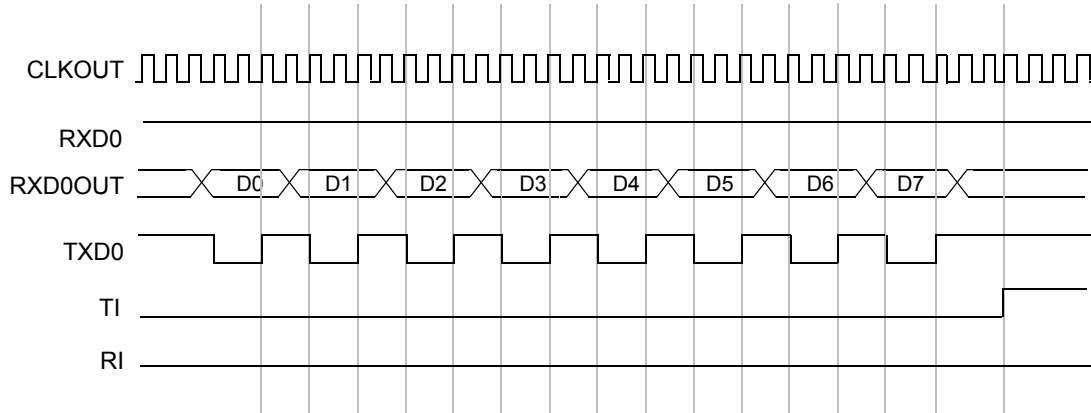 CLKOUT
RXD0
RXD0OUT D0 D1 D2 D3 D4 D5 D6 D7
TXD0
TI
RI